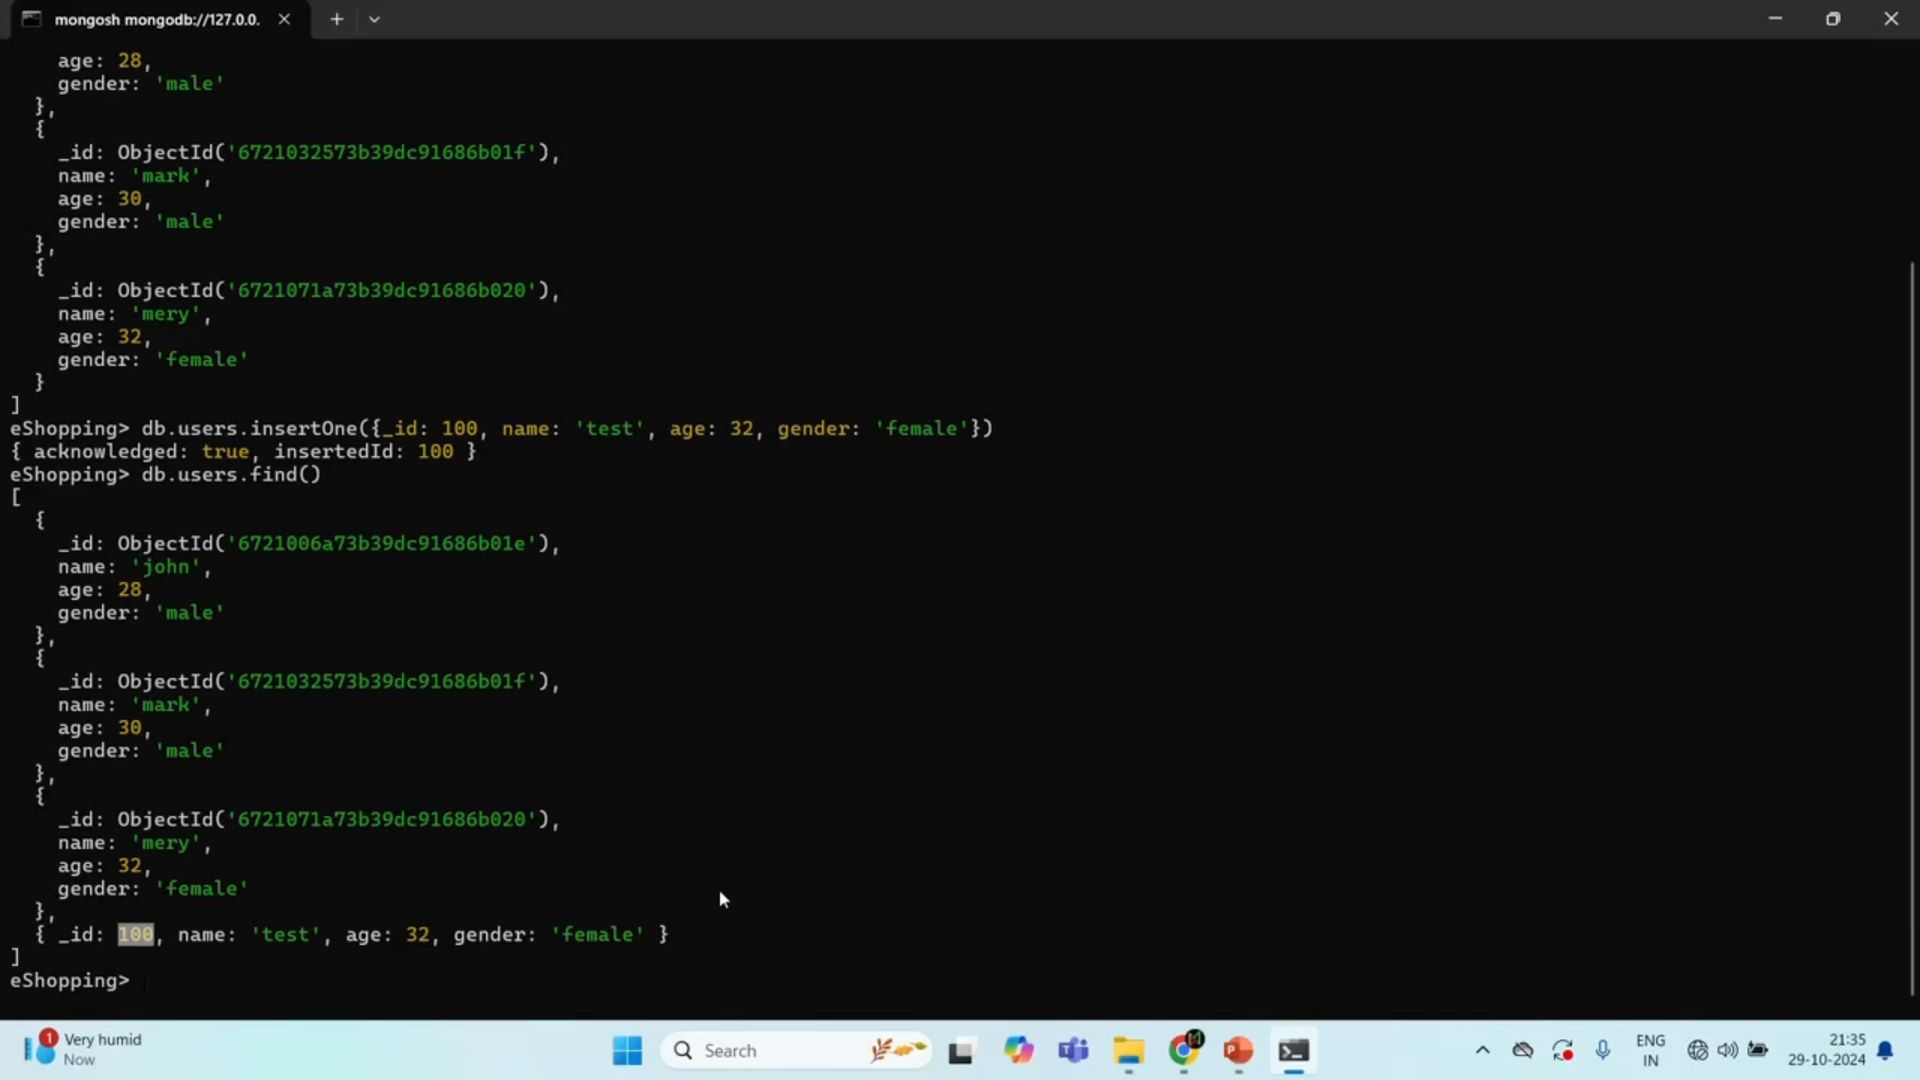 mongosh mongodb://127.0.0.
    age: 28,
    gender: 'male'
  },
  {
    _id: ObjectId('6721032573b39dc91686b01f'),
    name: 'mark',
    age: 30,
    gender: 'male'
  },
  {
    _id: ObjectId('6721071a73b39dc91686b020'),
    name: 'mery',
    age: 32,
    gender: 'female'
  }
]
eShopping> db.users.insertOne({_id: 100, name: 'test', age: 32, gender: 'female'})
{ acknowledged: true, insertedId: 100 }
eShopping> db.users.find()
[
  {
    _id: ObjectId('6721006a73b39dc91686b01e'),
    name: 'john',
    age: 28,
    gender: 'male'
  },
  {
    _id: ObjectId('6721032573b39dc91686b01f'),
    name: 'mark',
    age: 30,
    gender: 'male'
  },
  {
    _id: ObjectId('6721071a73b39dc91686b020'),
    name: 'mery',
    age: 32,
    gender: 'female'
  },
  { _id: 100, name: 'test', age: 32, gender: 'female' }
]
eShopping>
1
Very humid
Now
Search
ENG
IN
21:35
29-10-2024